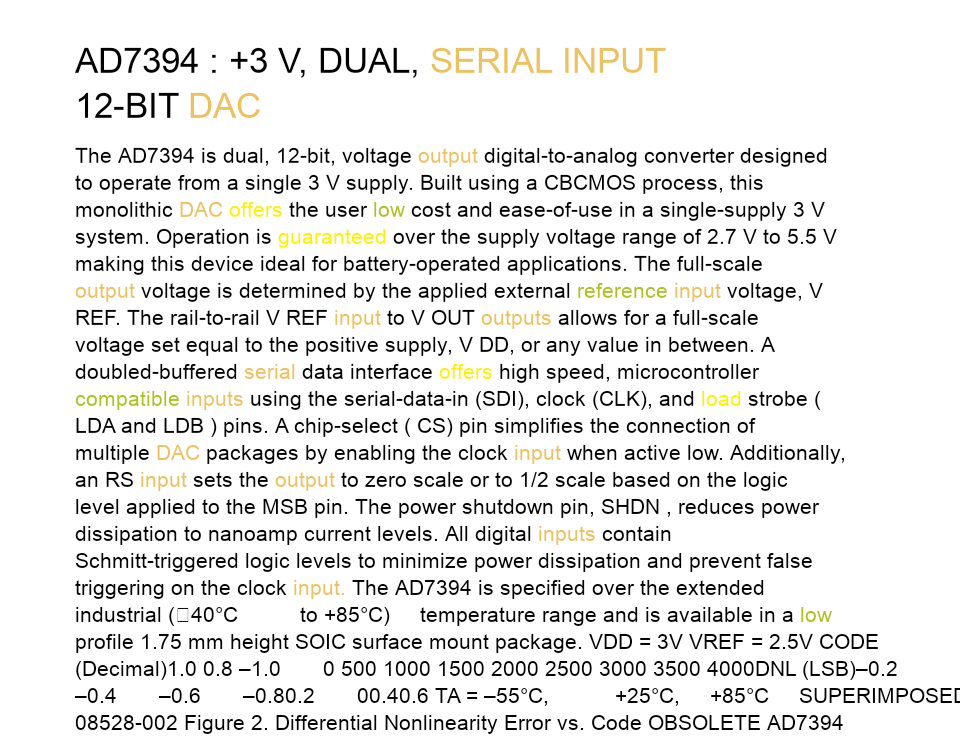 AD7394 : +3 V, DUAL, SERIAL INPUT
12-BIT DAC
The AD7394 is dual, 12-bit, voltage output digital-to-analog converter designed
to operate from a single 3 V supply. Built using a CBCMOS process, this
monolithic DAC offers the user low cost and ease-of-use in a single-supply 3 V
system. Operation is guaranteed over the supply voltage range of 2.7 V to 5.5 V
making this device ideal for battery-operated applications. The full-scale
output voltage is determined by the applied external reference input voltage, V
REF. The rail-to-rail V REF input to V OUT outputs allows for a full-scale
voltage set equal to the positive supply, V DD, or any value in between. A
doubled-buffered serial data interface offers high speed, microcontroller
compatible inputs using the serial-data-in (SDI), clock (CLK), and load strobe (
LDA and LDB ) pins. A chip-select ( CS) pin simplifies the connection of
multiple DAC packages by enabling the clock input when active low. Additionally,
an RS input sets the output to zero scale or to 1/2 scale based on the logic
level applied to the MSB pin. The power shutdown pin, SHDN , reduces power
dissipation to nanoamp current levels. All digital inputs contain
Schmitt-triggered logic levels to minimize power dissipation and prevent false
triggering on the clock input. The AD7394 is specified over the extended
industrial (□40°C to +85°C) temperature range and is available in a low
profile 1.75 mm height SOIC surface mount package. VDD = 3V VREF = 2.5V CODE
(Decimal)1.0 0.8 –1.0 0 500 1000 1500 2000 2500 3000 3500 4000DNL (LSB)–0.2
–0.4 –0.6 –0.80.2 00.40.6 TA = –55°C, +25°C, +85°C SUPERIMPOSED
08528-002 Figure 2. Differential Nonlinearity Error vs. Code OBSOLETE AD7394